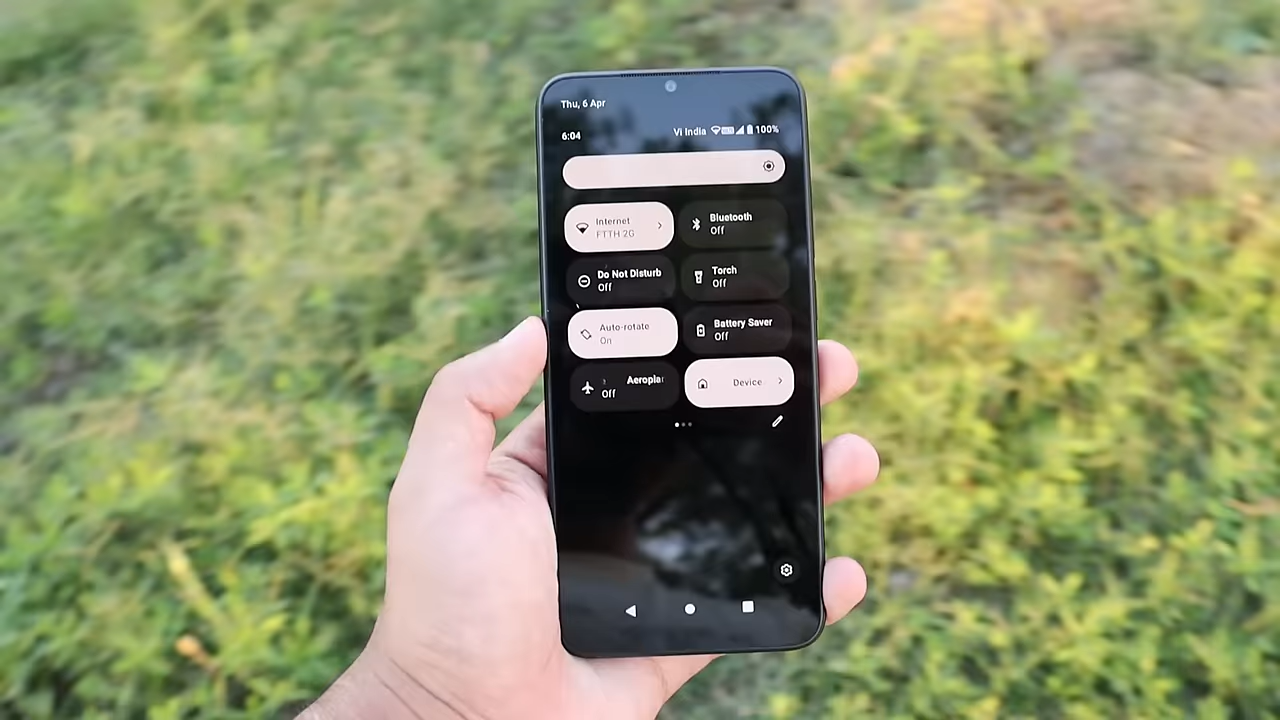 Thu, 6 Apr
6:04 Vi India 100%
Internet
FTTH 2G
Bluetooth
Off
Do Not Disturb
Off
Torch
Off
Auto-rotate
On
Battery Saver
Off
Aeropla
Off
Device